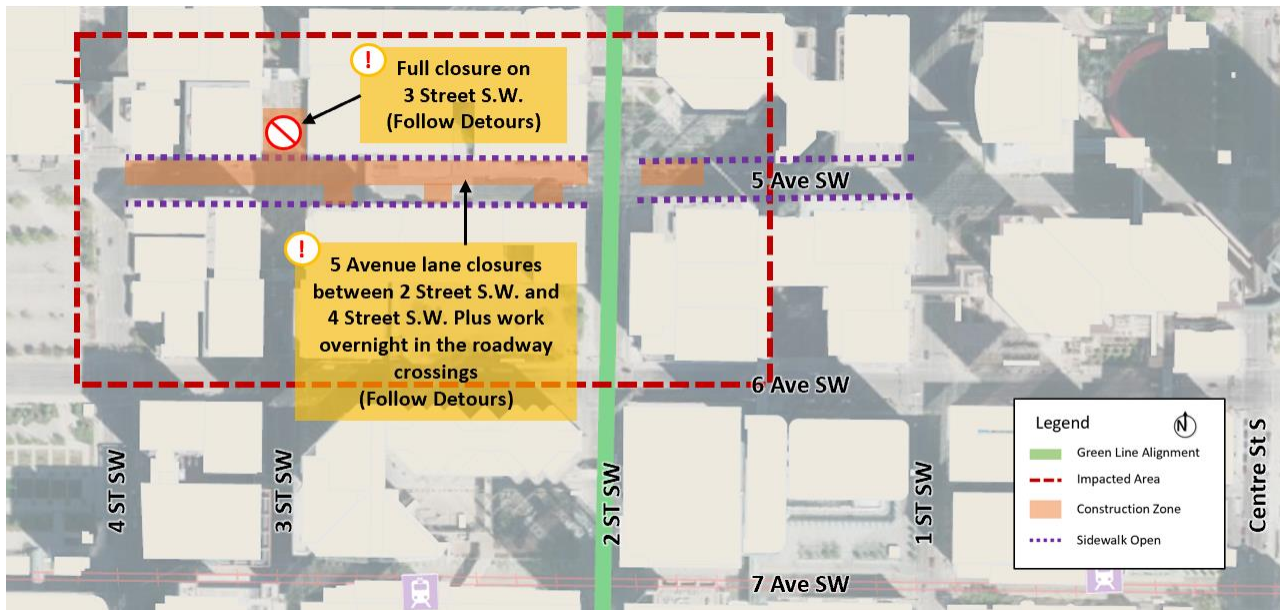 !
Full closure on
3 Street S.W.
(Follow Detours)
5 Ave SW
!
5 Avenue lane closures
between 2 Street S.W. and
4 Street S.W. Plus work
overnight in the roadway
crossings
(Follow Detours)
6 Ave SW
4 ST SW
3 ST SW
2 ST SW
1 ST SW
Centre St S
Legend
N
Green Line Alignment
Impacted Area
Construction Zone
Sidewalk Open
7 Ave SW